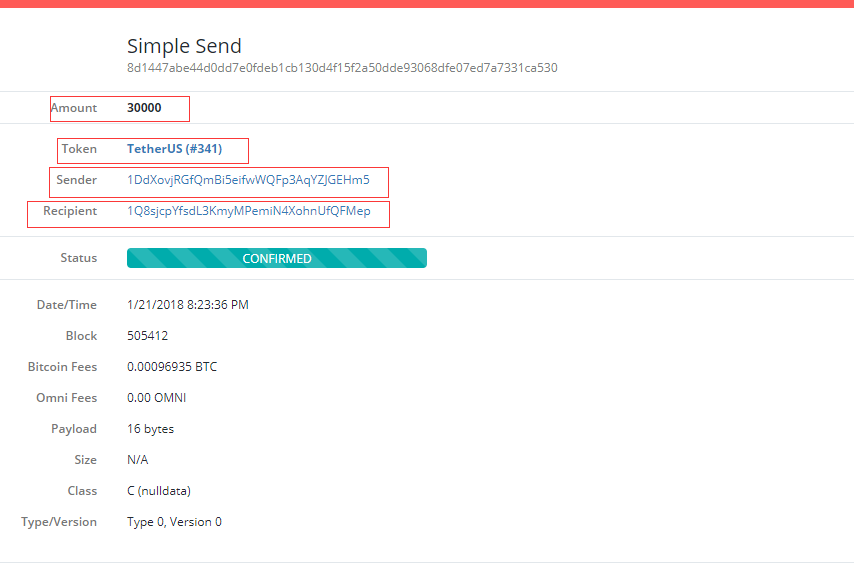 Simple Send
8d1447abe44d0dd7e0fdeb1cb130d4f15f2a50dde93068dfe07ed7a7331ca530
Amount 30000
Token TetherUS (#341)
Sender 1DdXovjRGfQmBi5eifwWQFp3AqYZJGEHm5
Recipient 1Q8sjcpYfsdL3KmyMPemiN4XohnUfQFMep
Status CONFIRMED
Date/Time 1/21/2018 8:23:36 PM
Block 505412
Bitcoin Fees 0.00096935 BTC
Omni Fees 0.00 OMNI
Payload 16 bytes
Size N/A
Class C (nulldata)
Type/Version Type 0, Version 0